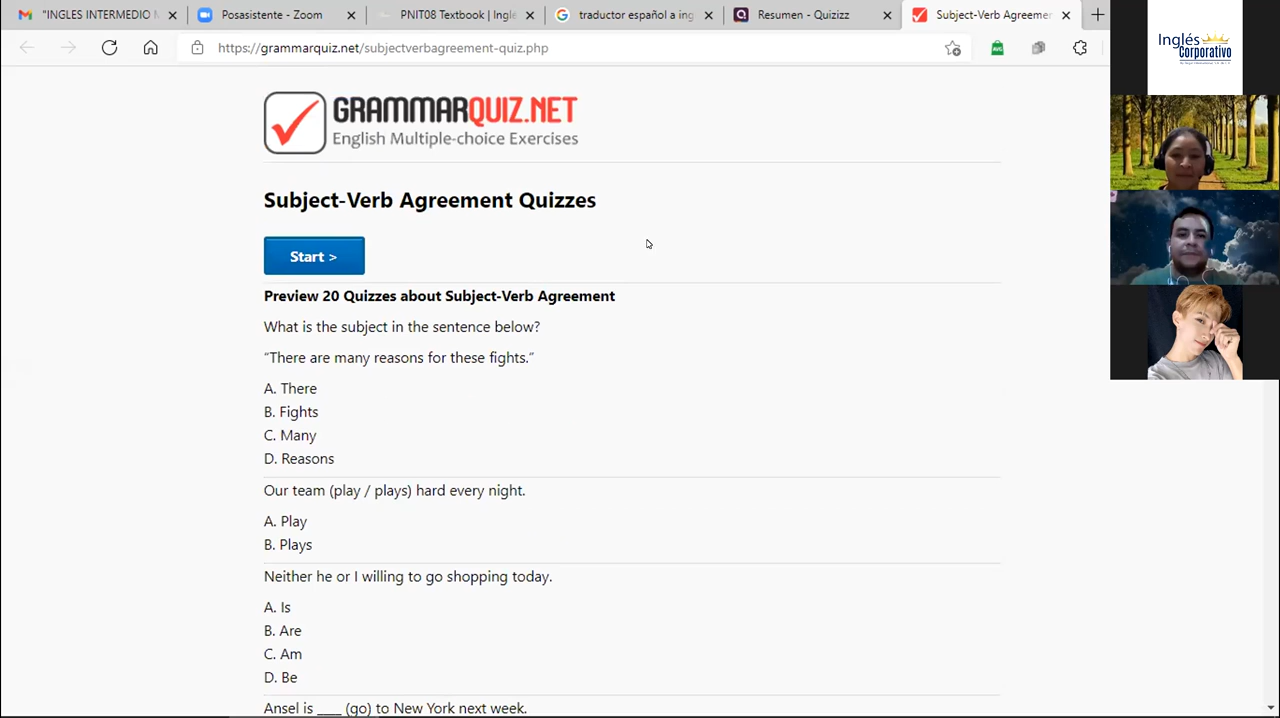 "INGLES INTERMEDIO M
Posasistente - Zoom
PNIT08 Textbook | Inglé
traductor español a ing
Resumen - Quizizz
Subject-Verb Agreemer
https://grammarquiz.net/subjectverbagreement-quiz.php
AVG
Inglés
Corporativo
GRAMMARQUIZ.NET
English Multiple-choice Exercises
Subject-Verb Agreement Quizzes
Start >
Preview 20 Quizzes about Subject-Verb Agreement
What is the subject in the sentence below?
“There are many reasons for these fights.”
A. There
B. Fights
C. Many
D. Reasons
Our team (play / plays) hard every night.
A. Play
B. Plays
Neither he or I willing to go shopping today.
A. Is
B. Are
C. Am
D. Be
Ansel is ____ (go) to New York next week.